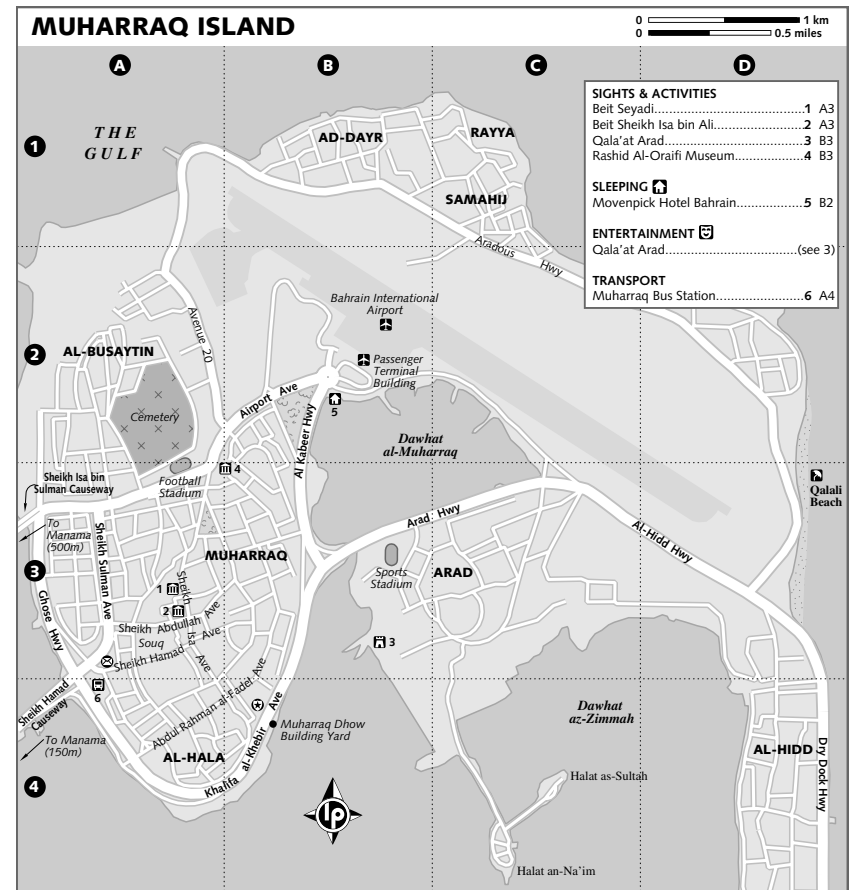 MUHARRAQ ISLAND
0 1 km
0 0.5 miles
A
B
C
D
SIGHTS & ACTIVITIES
Beit Seyadi 1 A3
Beit Sheikh Isa bin Ali 2 A3
Qala'at Arad 3 B3
Rashid Al-Oraifi Museum 4 B3
SLEEPING
Movenpick Hotel Bahrain 5 B2
ENTERTAINMENT
Qala'at Arad (see 3)
TRANSPORT
Muharraq Bus Station 6 A4
1
THE
GULF
AD-DAYR
RAYYA
SAMAHIJ
Aradous Hwy
Avenue 20
Bahrain International
Airport
2
AL-BUSAYTIN
Passenger
Terminal
Building
Airport Ave
5
Cemetery
Al Kabeer Hwy
Dawhat
al-Muharraq
4
Sheikh Isa bin
Sulman Causeway
Football
Stadium
Qalali
Beach
To
Manama
(500m)
Sheikh Sulman Ave
Arad Hwy
Al-Hidd Hwy
MUHARRAQ
3
Sports
Stadium
ARAD
1
Sheikh Isa Ave
2
Ghose Hwy
Sheikh Abdullah Ave
Souq
Sheikh Hamad Ave
3
6
Sheikh Hamad
Causeway
Abdul Rahman al-Fadel Ave
Dawhat
az-Zimmah
To Manama
(150m)
Muharraq Dhow
Building Yard
AL-HALA
Khalifa al-Khebir Ave
AL-HIDD
Dry Dock Hwy
4
Halat as-Sultah
lp
Halat an-Na'im